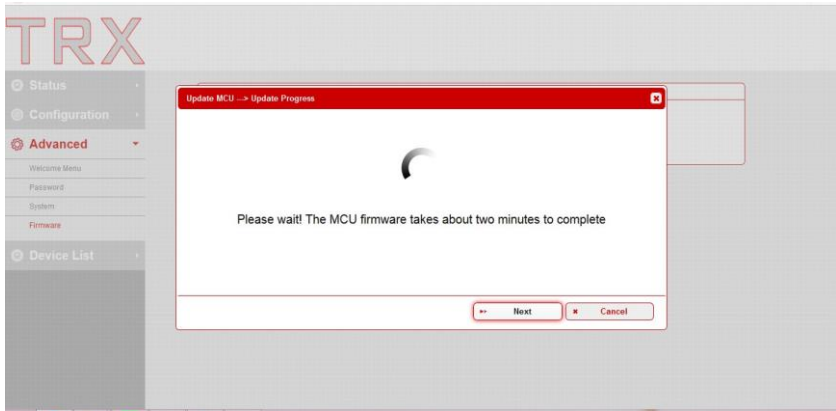 TRX
Status
Configuration
Advanced
Welcome Menu
Password
System
Firmware
Device List
Update MCU ---> Update Progress
Please wait! The MCU firmware takes about two minutes to complete
Next
Cancel